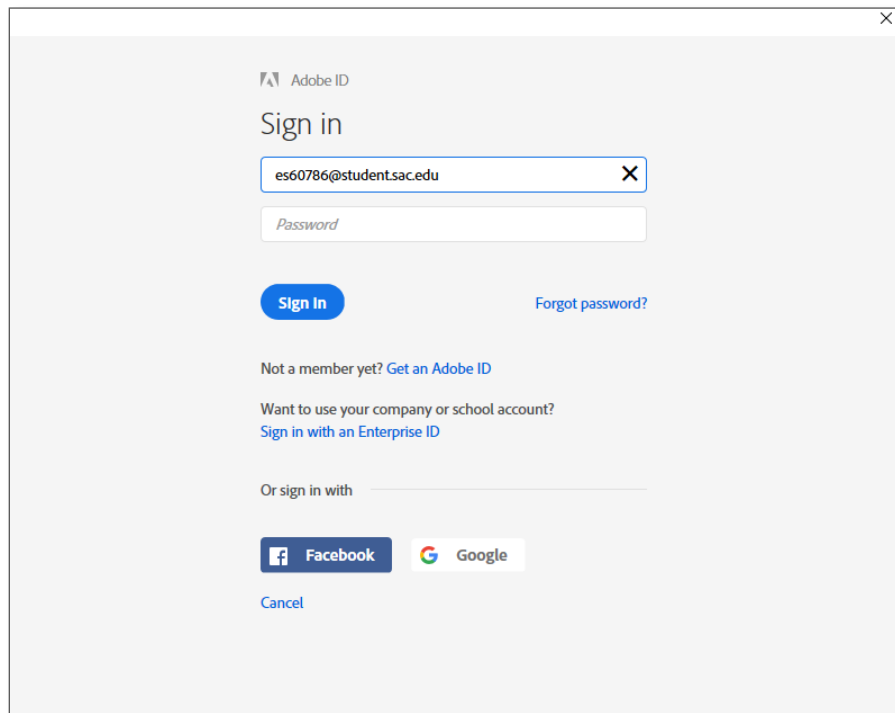 Adobe ID
Sign in
es60786@student.sac.edu
Password
Sign In
Forgot password?
Not a member yet? Get an Adobe ID
Want to use your company or school account?
Sign in with an Enterprise ID
Or sign in with
Facebook
Google
Cancel